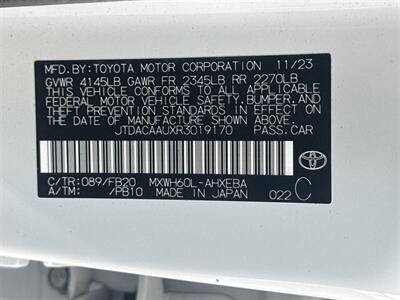 MFD.BY:TOYOTA MOTOR CORPORATION 11/23
GVWR 4145LB GAWR FR 2345LB RR 2270LB
THIS VEHICLE CONFORMS TO ALL APPLICABLE
FEDERAL MOTOR VEHICLE SAFETY, BUMPER, AND
THEFT PREVENTION STANDARDS IN EFFECT ON
THE DATE OF MANUFACTURE SHOWN ABOVE.
JTDACAAUXR3019170 PASS.CAR
C/TR:089/FB20 MXWH60L-AHXEBA
A/TM: /PB10 MADE IN JAPAN 022 C